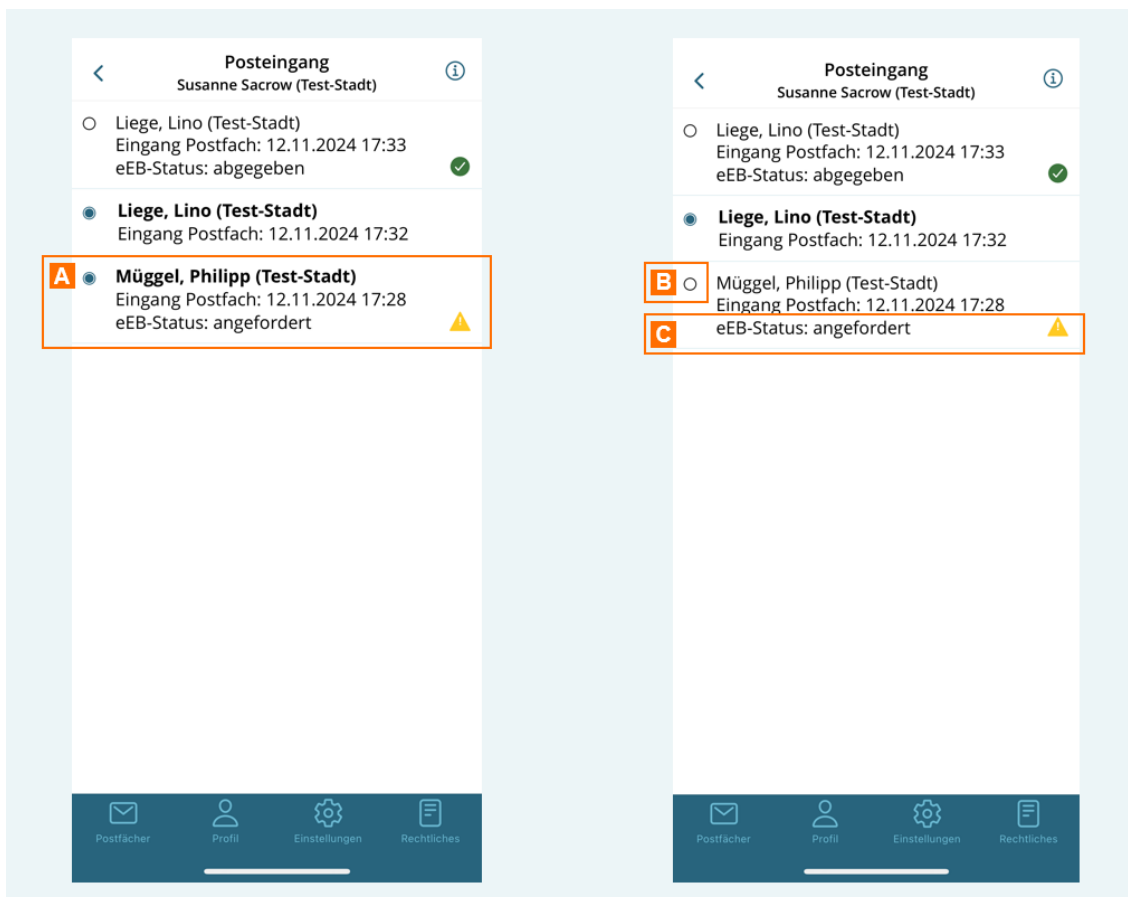 Posteingang
Susanne Sacrow (Test-Stadt)
Liege, Lino (Test-Stadt)
Eingang Postfach: 12.11.2024 17:33
eEB-Status: abgegeben
Liege, Lino (Test-Stadt)
Eingang Postfach: 12.11.2024 17:32
A
Müggel, Philipp (Test-Stadt)
Eingang Postfach: 12.11.2024 17:28
eEB-Status: angefordert
Postfächer Profil Einstellungen Rechtliches
Posteingang
Susanne Sacrow (Test-Stadt)
Liege, Lino (Test-Stadt)
Eingang Postfach: 12.11.2024 17:33
eEB-Status: abgegeben
Liege, Lino (Test-Stadt)
Eingang Postfach: 12.11.2024 17:32
B
Müggel, Philipp (Test-Stadt)
Eingang Postfach: 12.11.2024 17:28
C
eEB-Status: angefordert
Postfächer Profil Einstellungen Rechtliches